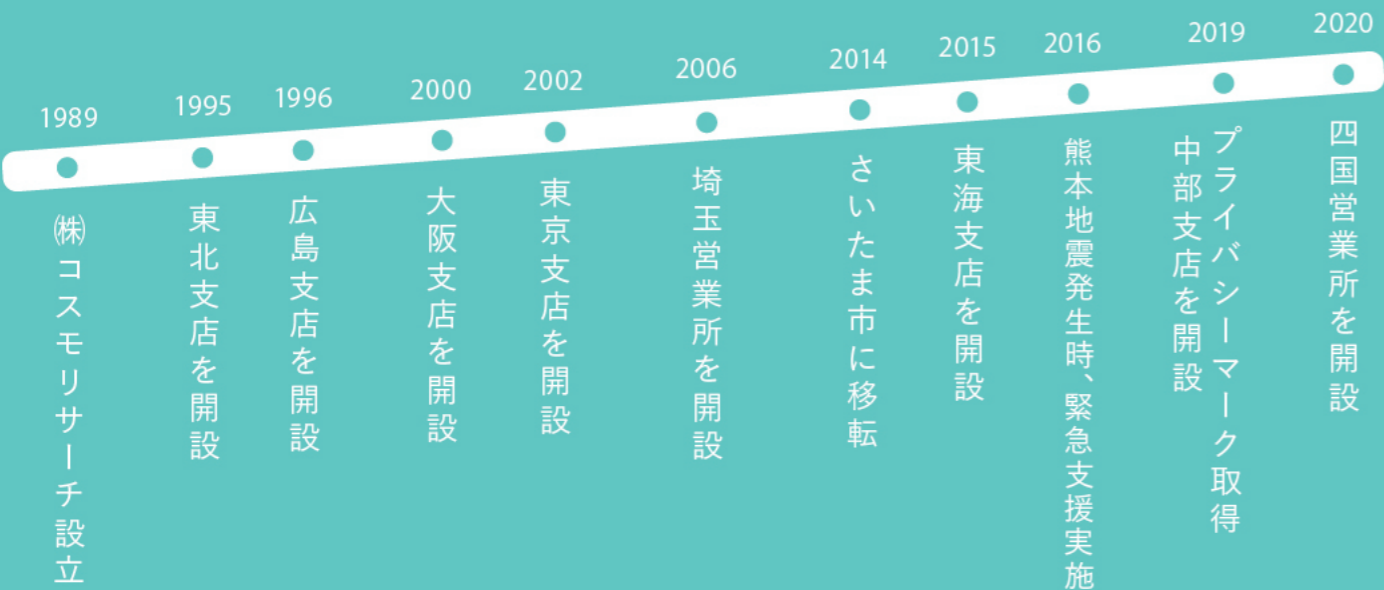 1989
㈱コスモリサーチ設立
1995
東北支店を開設
1996
広島支店を開設
2000
大阪支店を開設
2002
東京支店を開設
2006
埼玉営業所を開設
2014
さいたま市に移転
2015
東海支店を開設
2016
熊本地震発生時、緊急支援実施
2019
プライバシーマーク取得
中部支店を開設
2020
四国営業所を開設